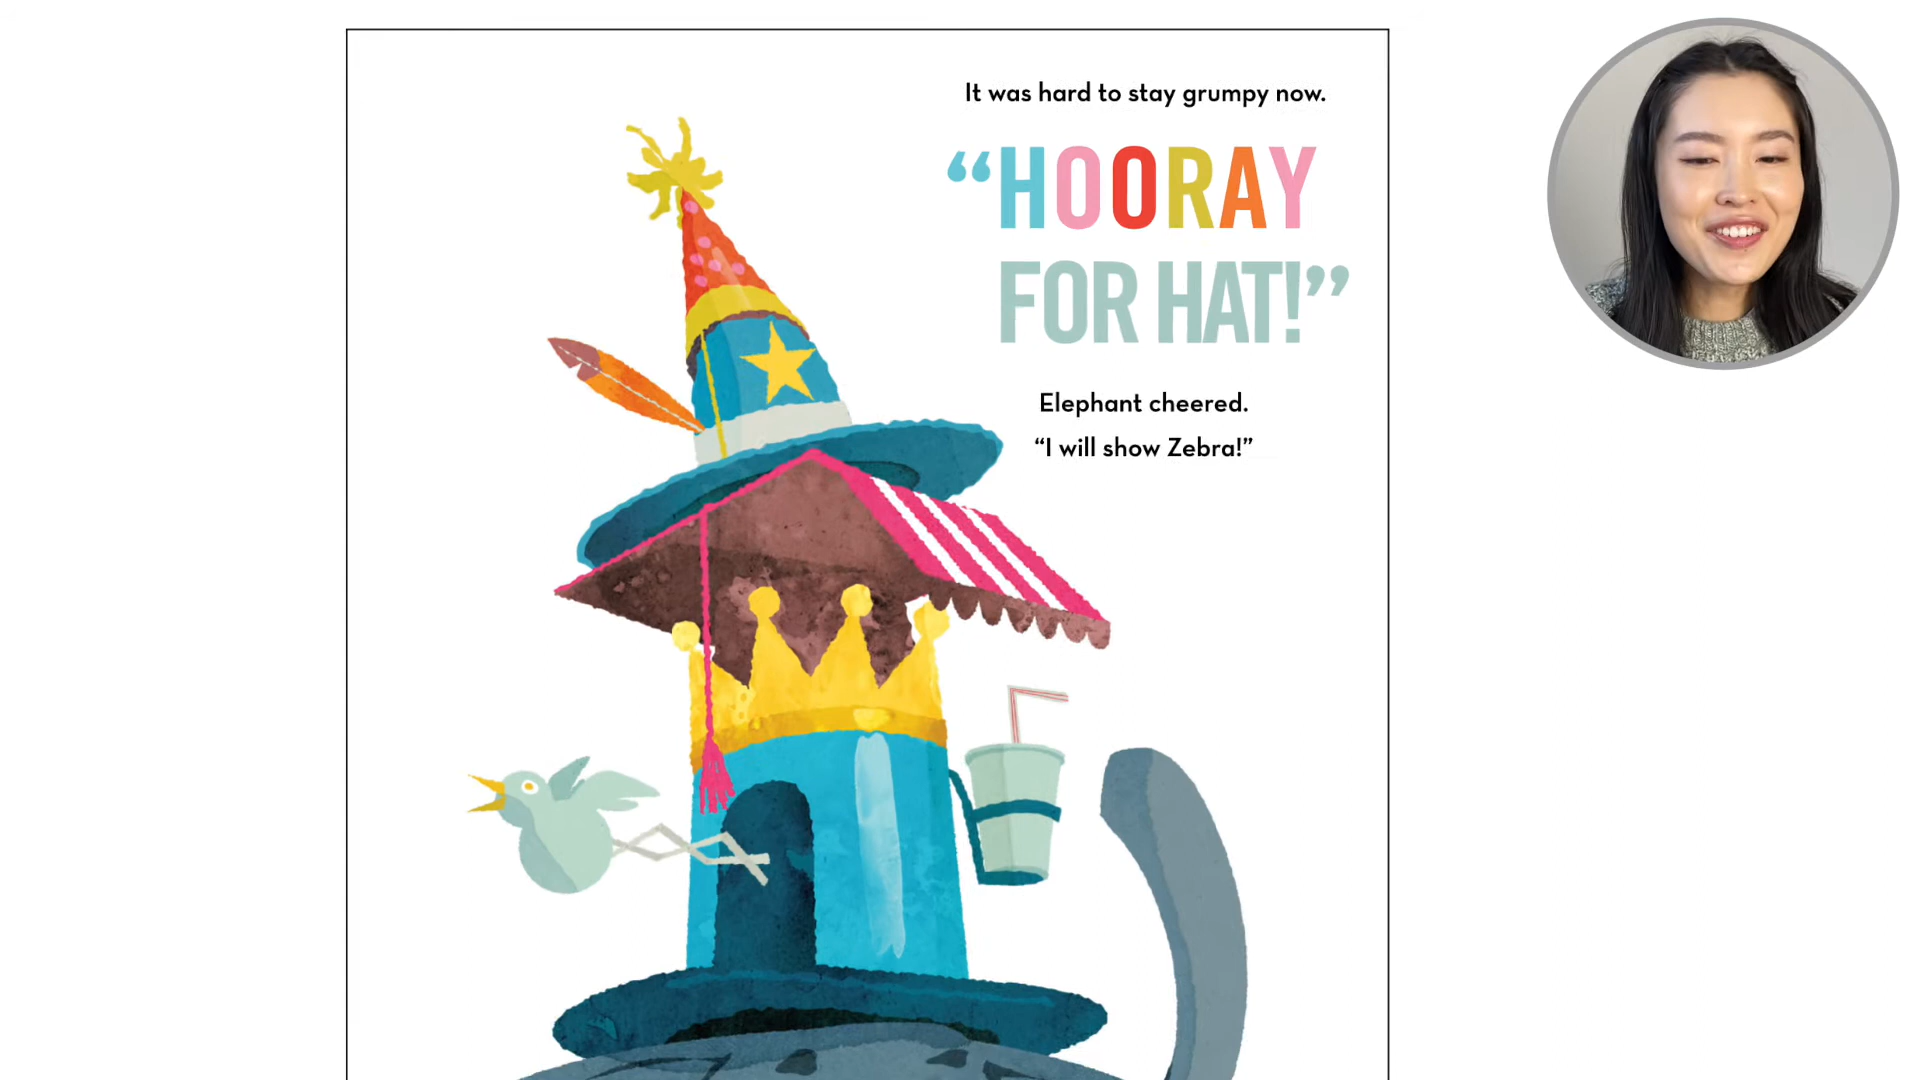 It was hard to stay grumpy now.
“HOORAY
FOR HAT!”
Elephant cheered.
“I will show Zebra!”